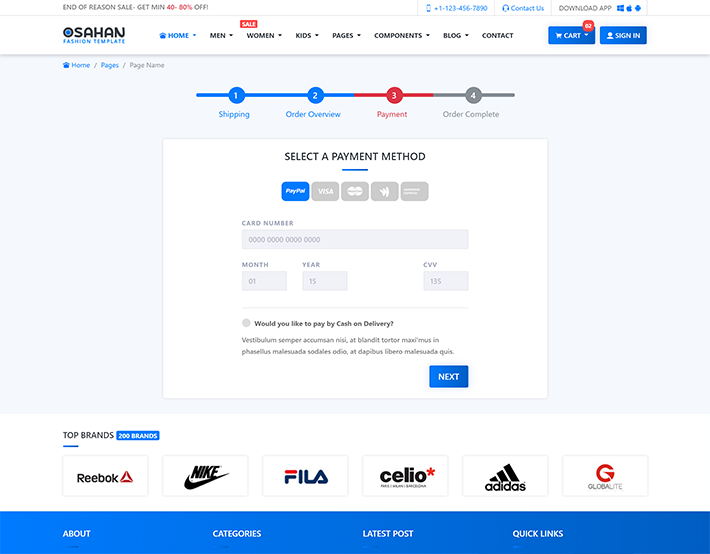 END OF REASON SALE- GET MIN 40- 80% OFF!
+1-123-456-7890
Contact Us
DOWNLOAD APP
OSAHAN
FASHION TEMPLATE
HOME
MEN
SALE
WOMEN
KIDS
PAGES
COMPONENTS
BLOG
CONTACT
CART
02
SIGN IN
Home / Pages / Page Name
1
2
3
4
Shipping
Order Overview
Payment
Order Complete
SELECT A PAYMENT METHOD
PayPal
VISA
CARD NUMBER
0000 0000 0000 0000
MONTH
YEAR
CVV
01
15
135
Would you like to pay by Cash on Delivery?
Vestibulum semper accumsan nisi, at blandit tortor maxi'mus in
phasellus malesuada sodales odio, at dapibus libero malesuada quis.
NEXT
TOP BRANDS 200 BRANDS
Reebok
NIKE
FILA
celio*
PARIS MILAN BARCELONA
adidas
GLOBALITE
ABOUT
CATEGORIES
LATEST POST
QUICK LINKS